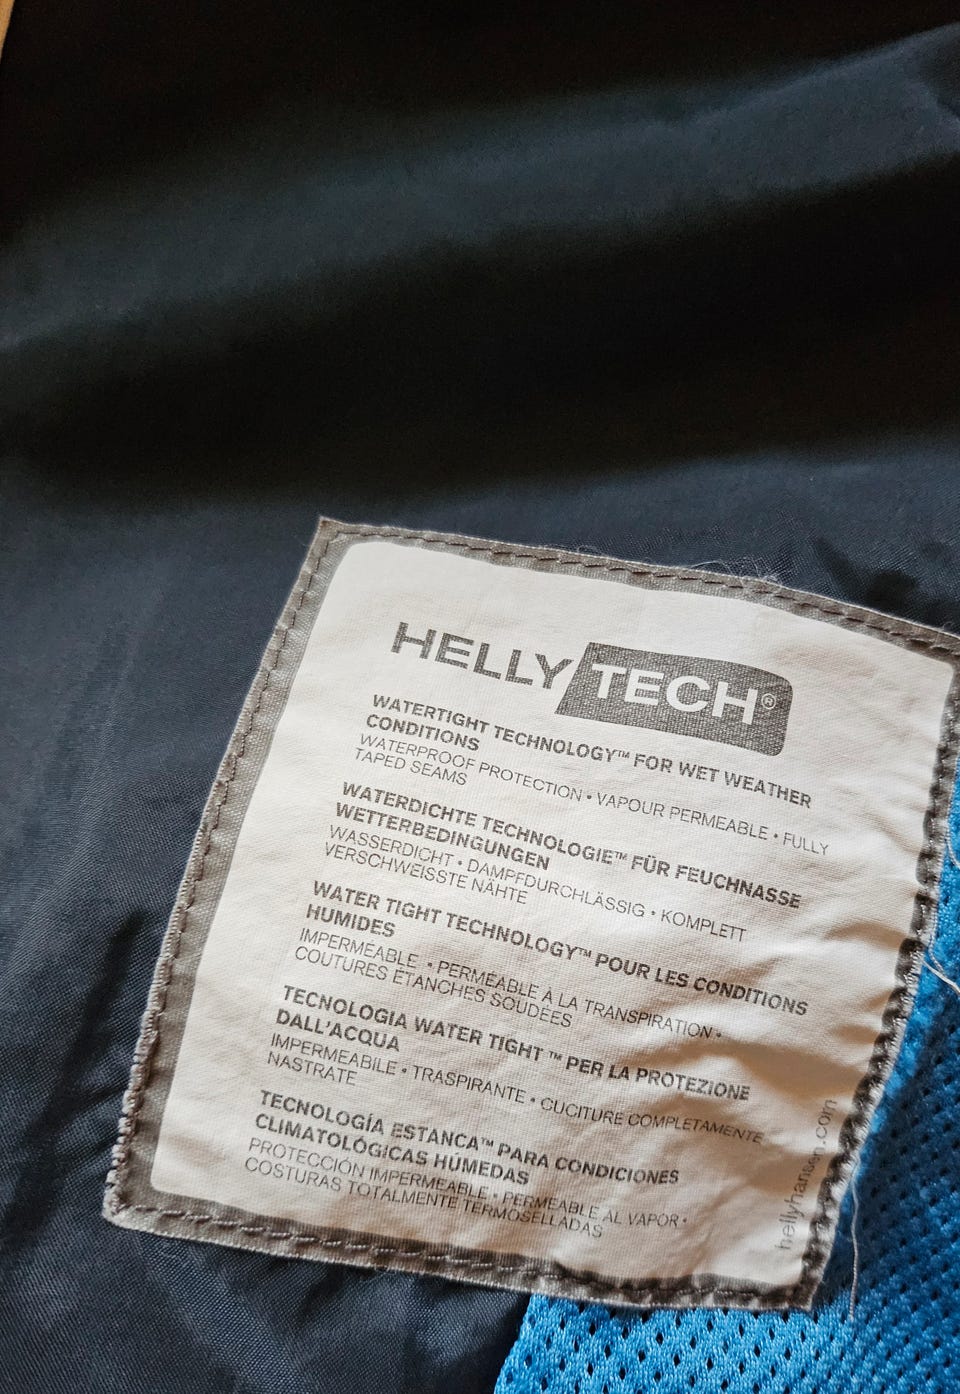 HELLY TECH®
WATERTIGHT TECHNOLOGY™ FOR WET WEATHER
CONDITIONS
WATERPROOF PROTECTION • VAPOUR PERMEABLE • FULLY
TAPED SEAMS
WATERDICHTE TECHNOLOGIE™ FÜR FEUCHNASSE
WETTERBEDINGUNGEN
WASSERDICHT • DAMPFDURCHLÄSSIG • KOMPLETT
VERSCHWEISSTE NÄHTE
WATER TIGHT TECHNOLOGY™ POUR LES CONDITIONS
HUMIDES
IMPERMÉABLE • PERMÉABLE À LA TRANSPIRATION •
COUTURES ÉTANCHES SOUDÉES
TECNOLOGIA WATER TIGHT ™ PER LA PROTEZIONE
DALL'ACQUA
IMPERMEABILE • TRASPIRANTE • CUCITURE COMPLETAMENTE
NASTRATE
TECNOLOGÍA ESTANCA™ PARA CONDICIONES
CLIMATOLÓGICAS HÚMEDAS
PROTECCIÓN IMPERMEABLE • PERMEABLE AL VAPOR •
COSTURAS TOTALMENTE TERMOSELLADAS
hellyhansen.com